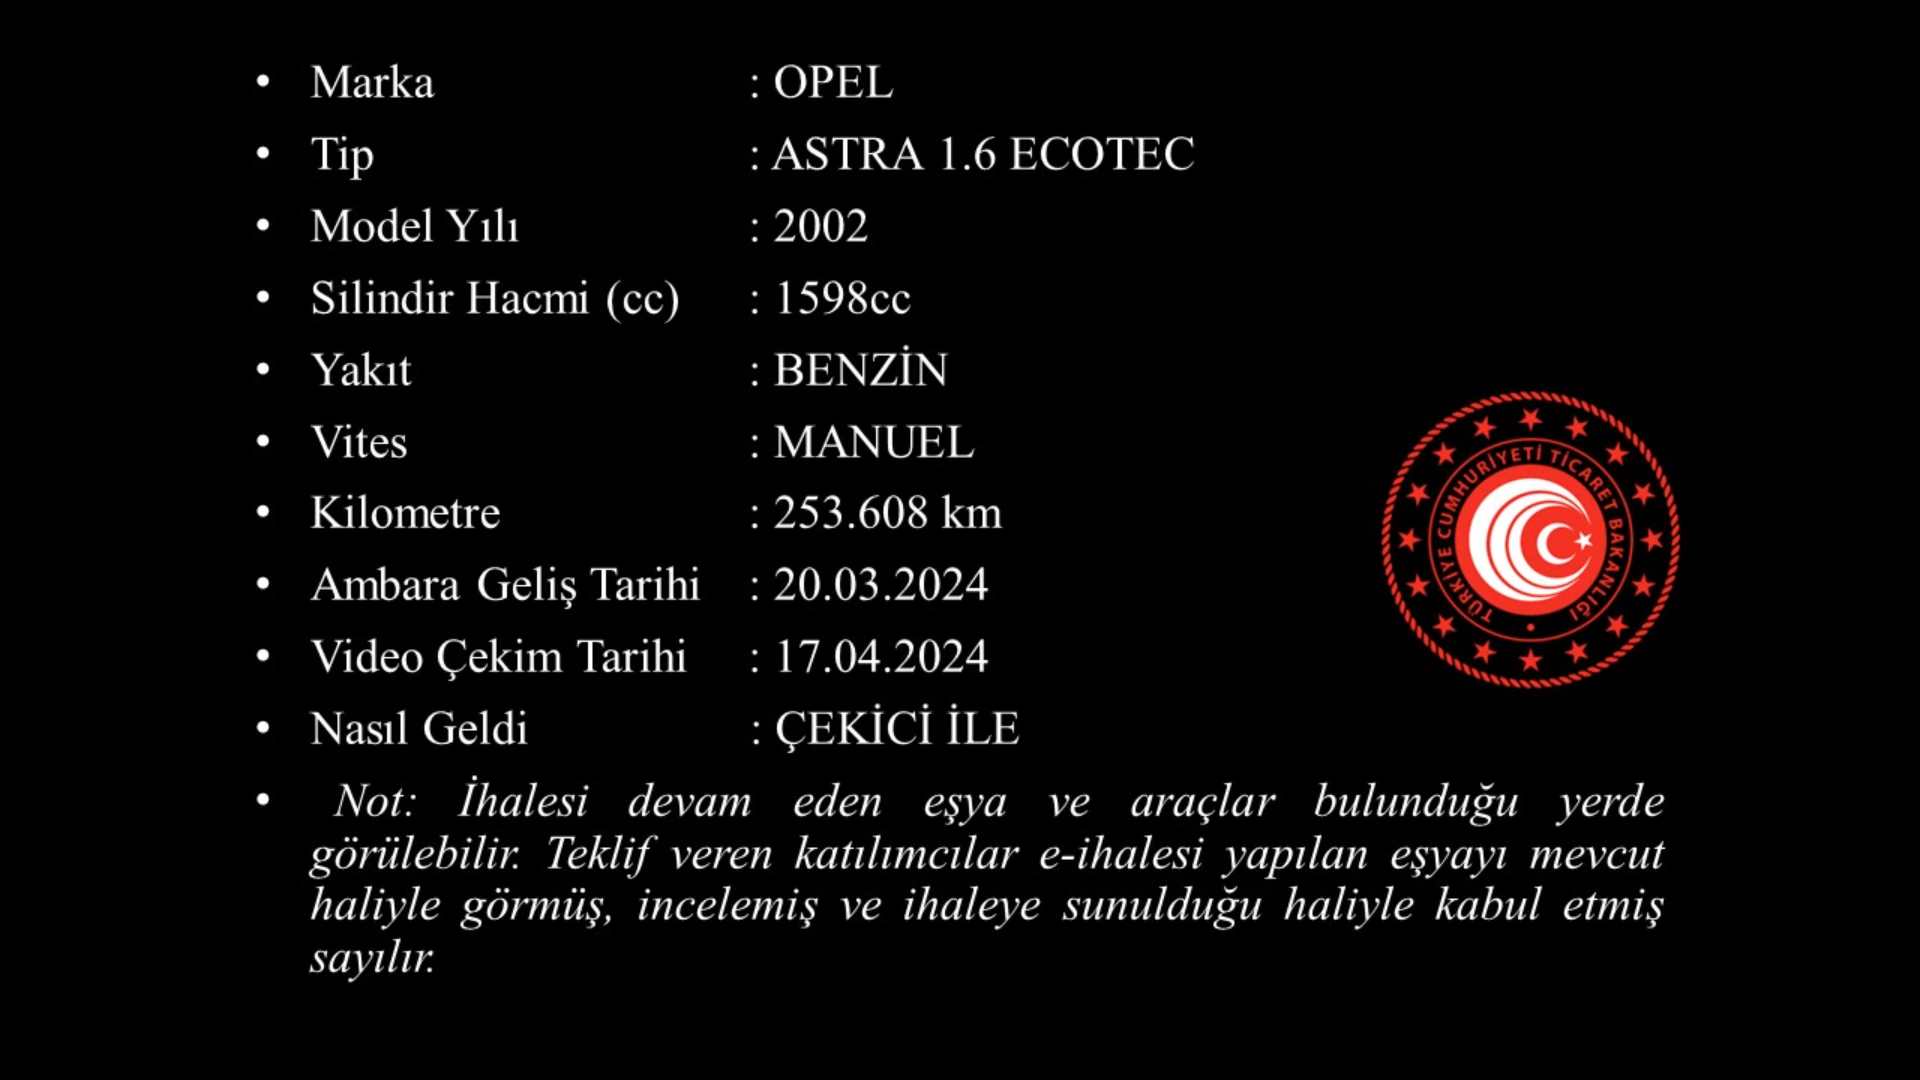 • Marka : OPEL
• Tip : ASTRA 1.6 ECOTEC
• Model Yılı : 2002
• Silindir Hacmi (cc) : 1598cc
• Yakıt : BENZİN
• Vites : MANUEL
• Kilometre : 253.608 km
• Ambara Geliş Tarihi : 20.03.2024
• Video Çekim Tarihi : 17.04.2024
• Nasıl Geldi : ÇEKİCİ İLE
• Not: İhalesi devam eden eşya ve araçlar bulunduğu yerde
görülebilir. Teklif veren katılımcılar e-ihalesi yapılan eşyayı mevcut
haliyle görmüş, incelemiş ve ihaleye sunulduğu haliyle kabul etmiş
sayılır.
TÜRKİYE CUMHURİYETİ TİCARET BAKANLIĞI